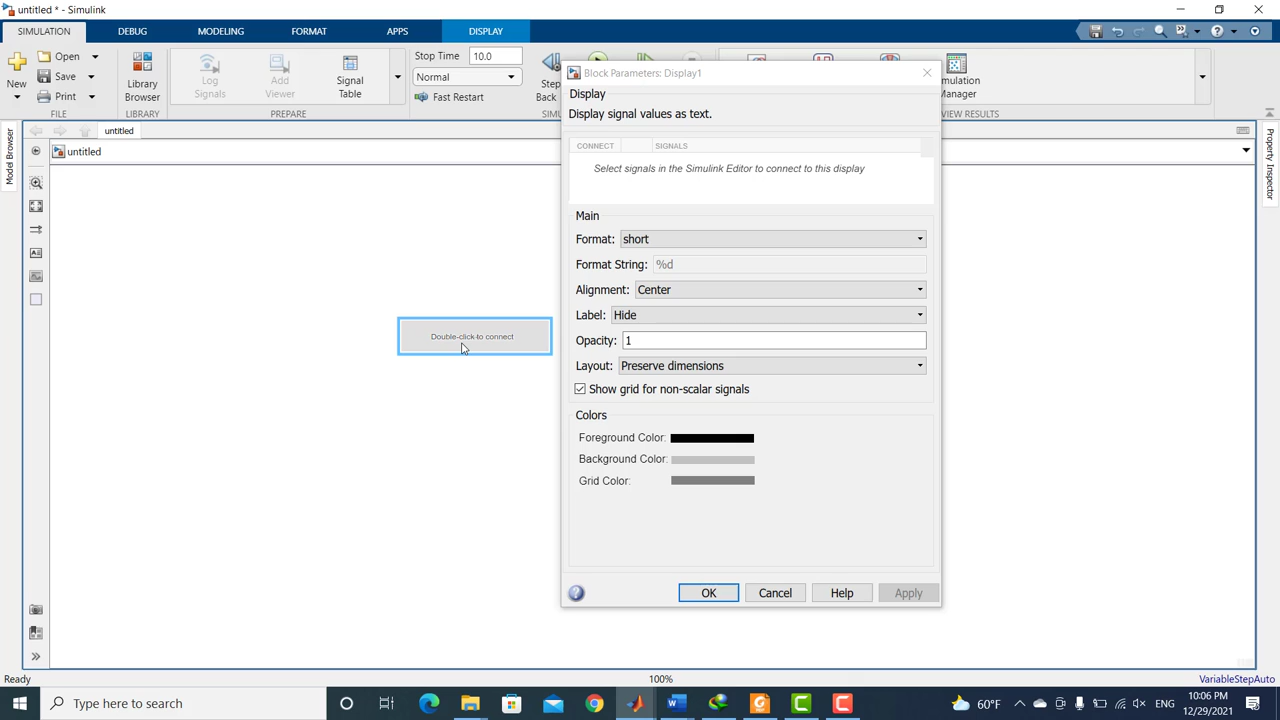 untitled * - Simulink
SIMULATION
DEBUG
MODELING
FORMAT
APPS
DISPLAY
New
Open
Save
Print
FILE
Library
Browser
LIBRARY
Log
Signals
Add
Viewer
Signal
Table
PREPARE
Stop Time 10.0
Normal
Fast Restart
Step
Back
Manager
VIEW RESULTS
untitled
untitled
Model Browser
Property Inspector
Double-click to connect
Block Parameters: Display1
Display
Display signal values as text.
CONNECT
SIGNALS
Select signals in the Simulink Editor to connect to this display
Main
Format: short
Format String: %d
Alignment: Center
Label: Hide
Opacity: 1
Layout: Preserve dimensions
Show grid for non-scalar signals
Colors
Foreground Color:
Background Color:
Grid Color:
OK
Cancel
Help
Apply
Ready
100%
VariableStepAuto
Type here to search
60°F
ENG
10:06 PM
12/29/2021